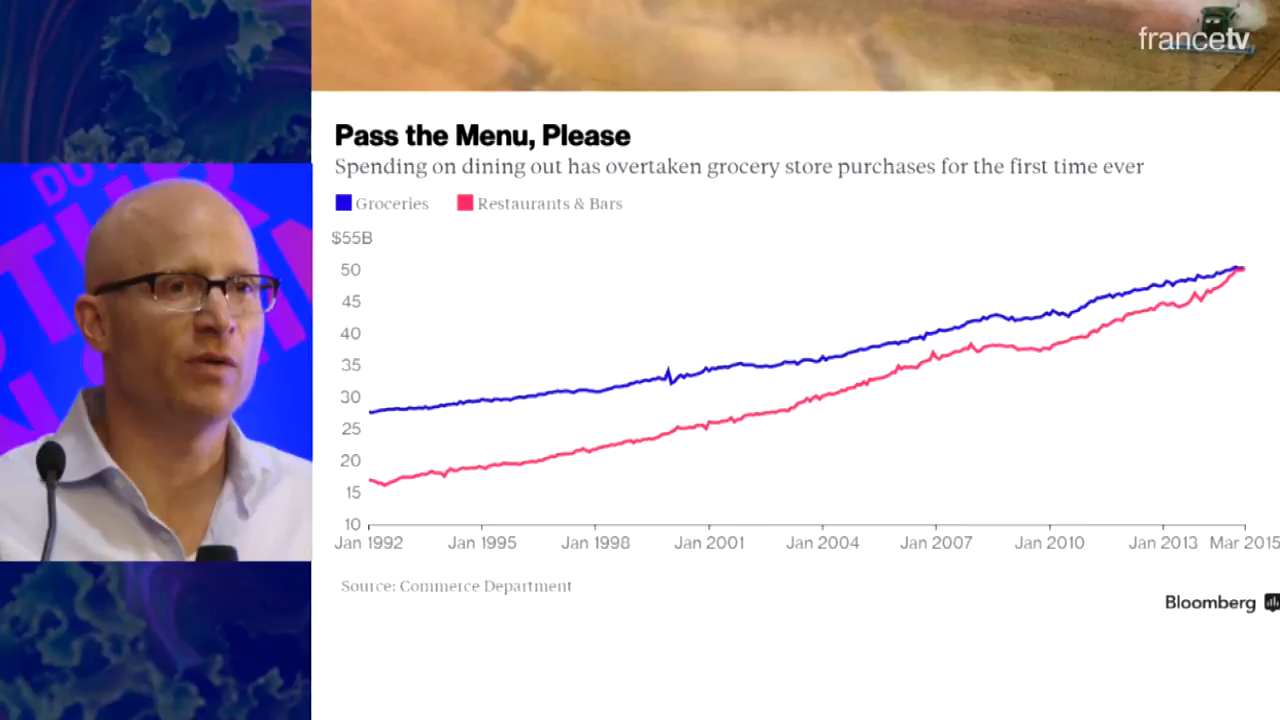 francetv
Pass the Menu, Please
Spending on dining out has overtaken grocery store purchases for the first time ever
Groceries Restaurants & Bars
$55B
50
45
40
35
30
25
20
15
10
Jan 1992 Jan 1995 Jan 1998 Jan 2001 Jan 2004 Jan 2007 Jan 2010 Jan 2013 Mar 2015
Source: Commerce Department
Bloomberg